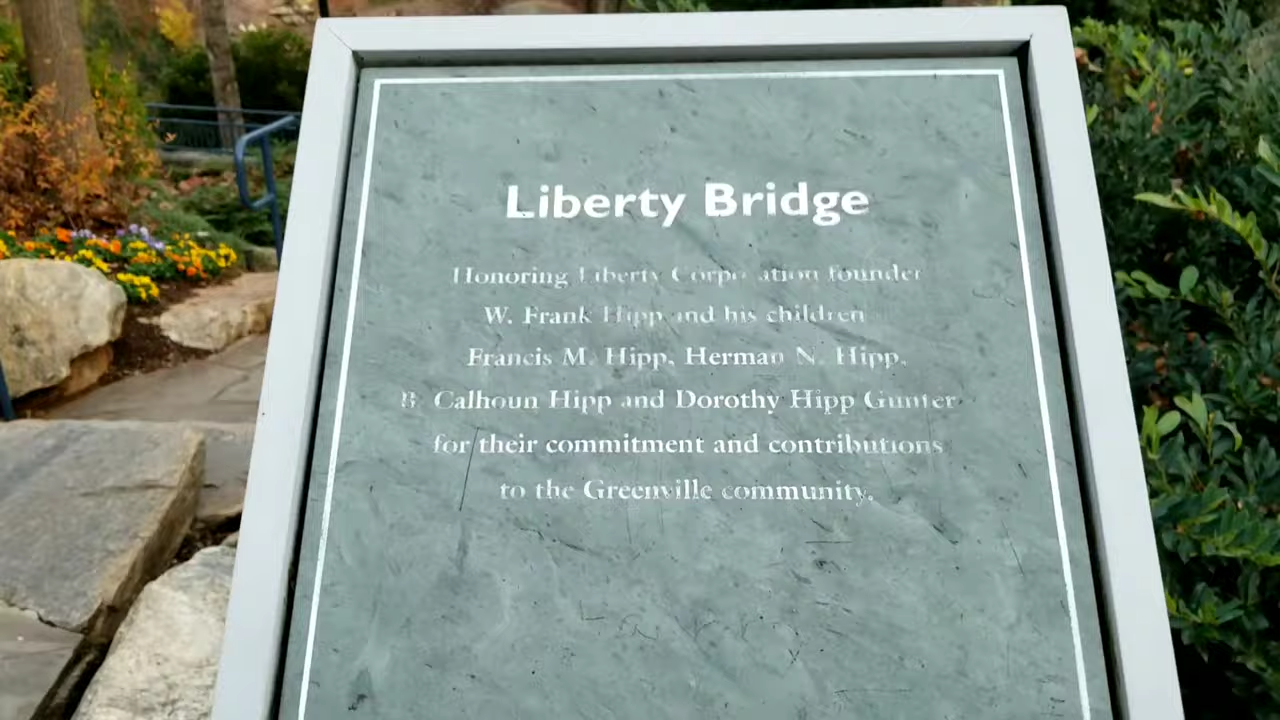 Liberty Bridge
Honoring Liberty Corporation founder
W. Frank Hipp and his children
Francis M. Hipp, Herman N. Hipp,
B. Calhoun Hipp and Dorothy Hipp Gunter
for their commitment and contributions
to the Greenville community.